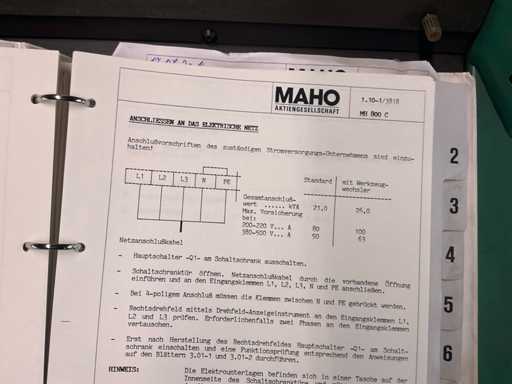 MAHO
AKTIENGESELLSCHAFT
1.10-1/3818
MH 800 C
ANSCHLIESSEN AN DAS ELEKTRISCHE NETZ
Anschlußvorschriften des zuständigen Stromversorgungs-Unternehmens sind einzu-
halten!
L1 L2 L3 N PE
Standard mit Werkzeug-
wechsler
Gesamtanschluß-
wert ...... kVA 21,0 26,0
Max. Vorsicherung
bei:
200-220 V... A 80 100
380-500 V... A 50 63
Netzanschlußkabel
- Hauptschalter -Q1- am Schaltschrank ausschalten.
- Schaltschranktür öffnen. Netzanschlußkabel durch die vorhandene Öffnung
einführen und an den Eingangsklemmen L1, L2, L3, N und PE anschließen.
- Bei 4-poligem Anschluß müssen die Klemmen zwischen N und PE gebrückt werden.
- Rechtsdrehfeld mittels Drehfeld-Anzeigeinstrument an den Eingangsklemmen L1,
L2 und L3 prüfen. Erforderlichenfalls zwei Phasen an den Eingangsklemmen
vertauschen.
- Erst nach Herstellung des Rechtsdrehfeldes Hauptschalter -Q1- am Schalt-
schrank einschalten und eine Funktionsprüfung entsprechend den Anweisungen
auf den Blättern 3.01-1 und 3.01-2 durchführen.
HINWEIS: Die Elektrounterlagen befinden sich in einer Tasche auf der
Innenseite des Schaltschranktüre
2
3
4
5
6